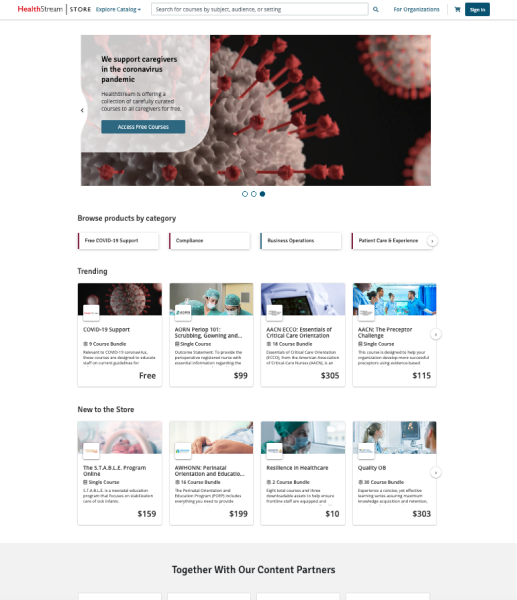 HealthStream | STORE Explore Catalog Search for courses by subject, audience, or setting For Organizations Sign In
We support caregivers
in the coronavirus
pandemic
HealthStream is offering a
collection of carefully curated
courses to all caregivers for free.
Access Free Courses
Browse products by category
Free COVID-19 Support Compliance Business Operations Patient Care & Experience
Trending
COVID-19 Support
9 Course Bundle
Relevant to COVID-19 coronavirus,
these courses are designed to educate
staff on current guidelines for
Free
AORN Periop 101:
Scrubbing, Gowning and...
Single Course
Outcome Statement: To provide the
perioperative registered nurse with
essential information regarding the
$99
AACN ECCO: Essentials of
Critical Care Orientation
18 Course Bundle
Essentials of Critical Care Orientation
(ECCO), from the American Association
of Critical Care Nurses (AACN), is an
$305
AACN: The Preceptor
Challenge
Single Course
This course is designed to help your
organization develop more successful
preceptors using evidence-based
$115
New to the Store
The S.T.A.B.L.E. Program
Online
Single Course
S.T.A.B.L.E. is a neonatal education
program that focuses on stabilization
care of sick infants.
$159
AWHONN: Perinatal
Orientation and Educatio...
16 Course Bundle
The Perinatal Orientation and
Education Program (POEP) includes
everything you need to provide
$199
Resilience in Healthcare
2 Course Bundle
Eight total courses and three
downloadable assets to help ensure
frontline staff are equipped and
$10
Quality OB
36 Course Bundle
Experience a concise, yet effective
learning series assuring maximum
knowledge acquisition and retention,
$303
Together With Our Content Partners